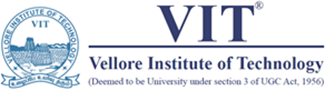 VELLORE INSTITUTE OF TECHNOLOGY
VIT
VIT®
Vellore Institute of Technology
(Deemed to be University under section 3 of UGC Act, 1956)